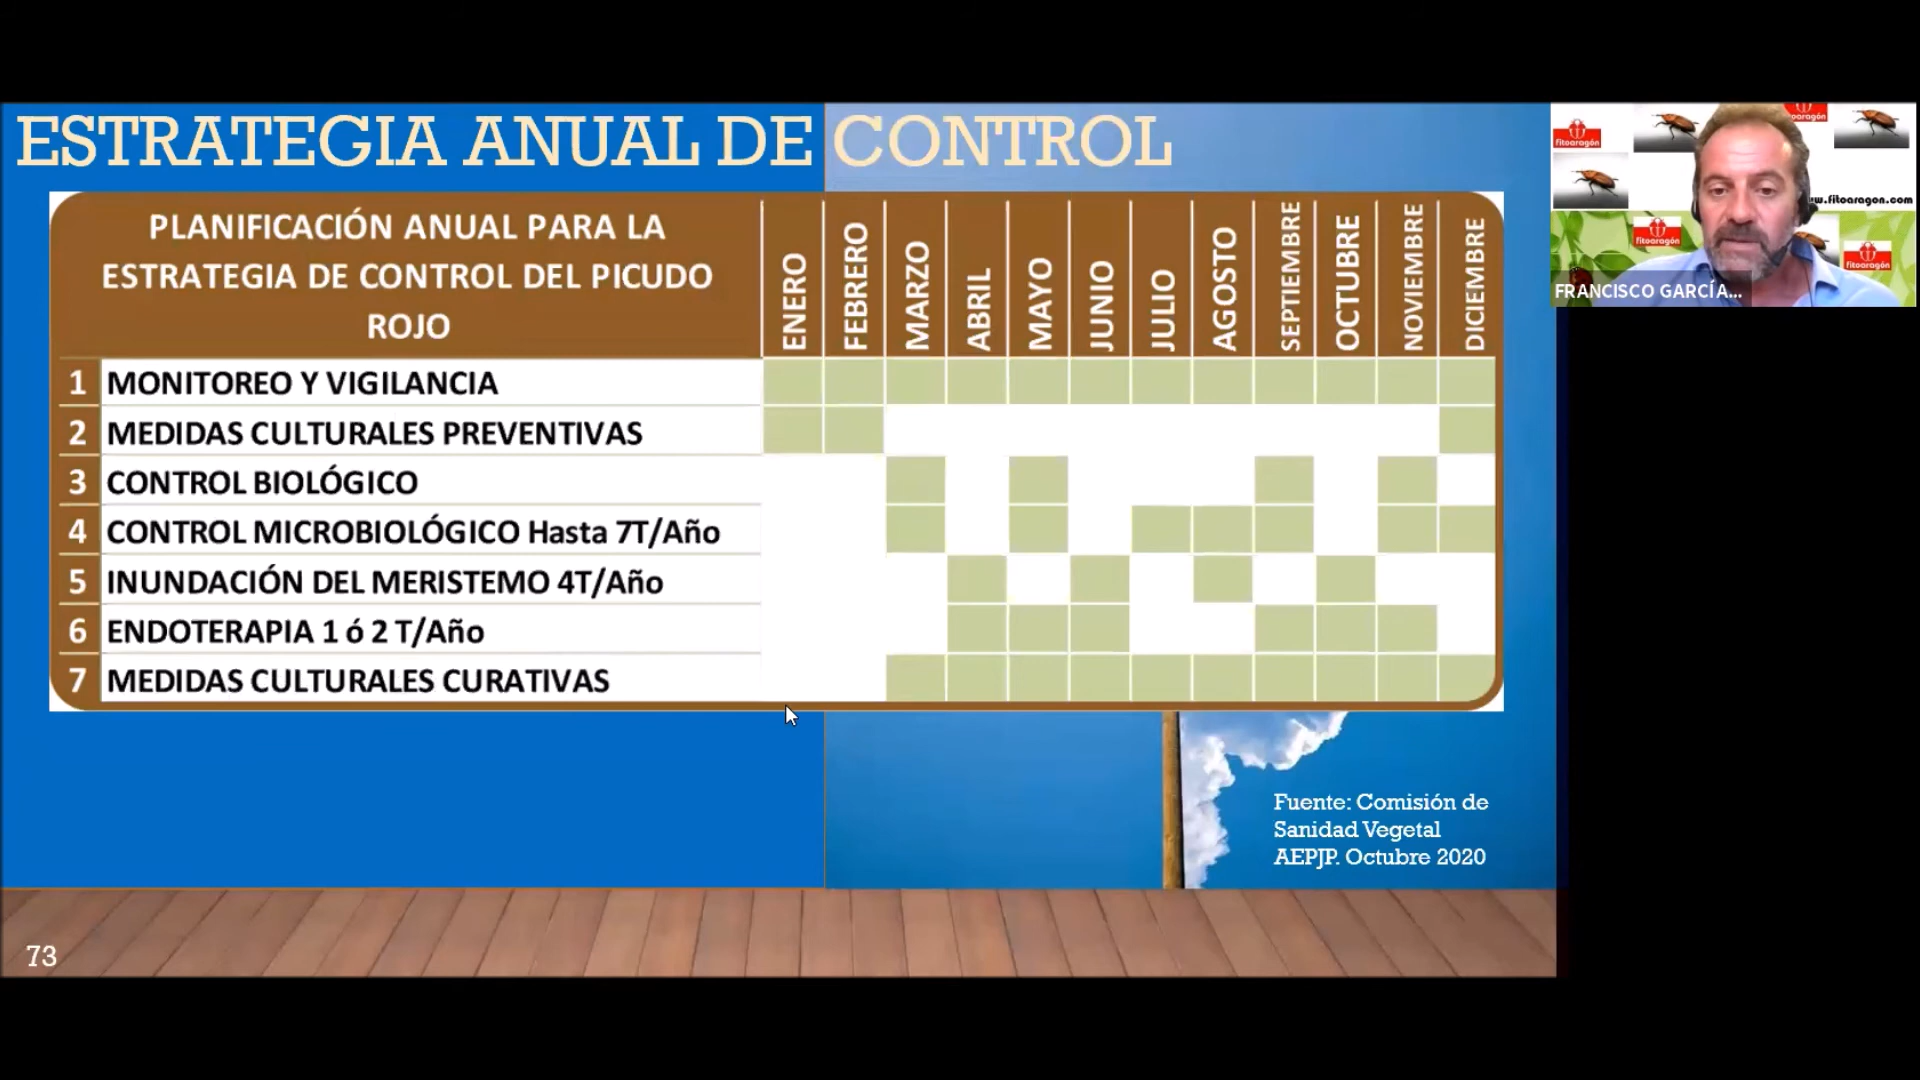 ESTRATEGIA ANUAL DE CONTROL
PLANIFICACIÓN ANUAL PARA LA
ESTRATEGIA DE CONTROL DEL PICUDO
ROJO
ENERO
FEBRERO
MARZO
ABRIL
MAYO
JUNIO
JULIO
AGOSTO
SEPTIEMBRE
OCTUBRE
NOVIEMBRE
DICIEMBRE
1 MONITOREO Y VIGILANCIA
2 MEDIDAS CULTURALES PREVENTIVAS
3 CONTROL BIOLÓGICO
4 CONTROL MICROBIOLÓGICO Hasta 7T/Año
5 INUNDACIÓN DEL MERISTEMO 4T/Año
6 ENDOTERAPIA 1 ó 2 T/Año
7 MEDIDAS CULTURALES CURATIVAS
Fuente: Comisión de
Sanidad Vegetal
AEPJP. Octubre 2020
73
fitoaragón
oaragón
w.fitoaragon.com
fitoaragón
fitoaragón
FRANCISCO GARCÍA...